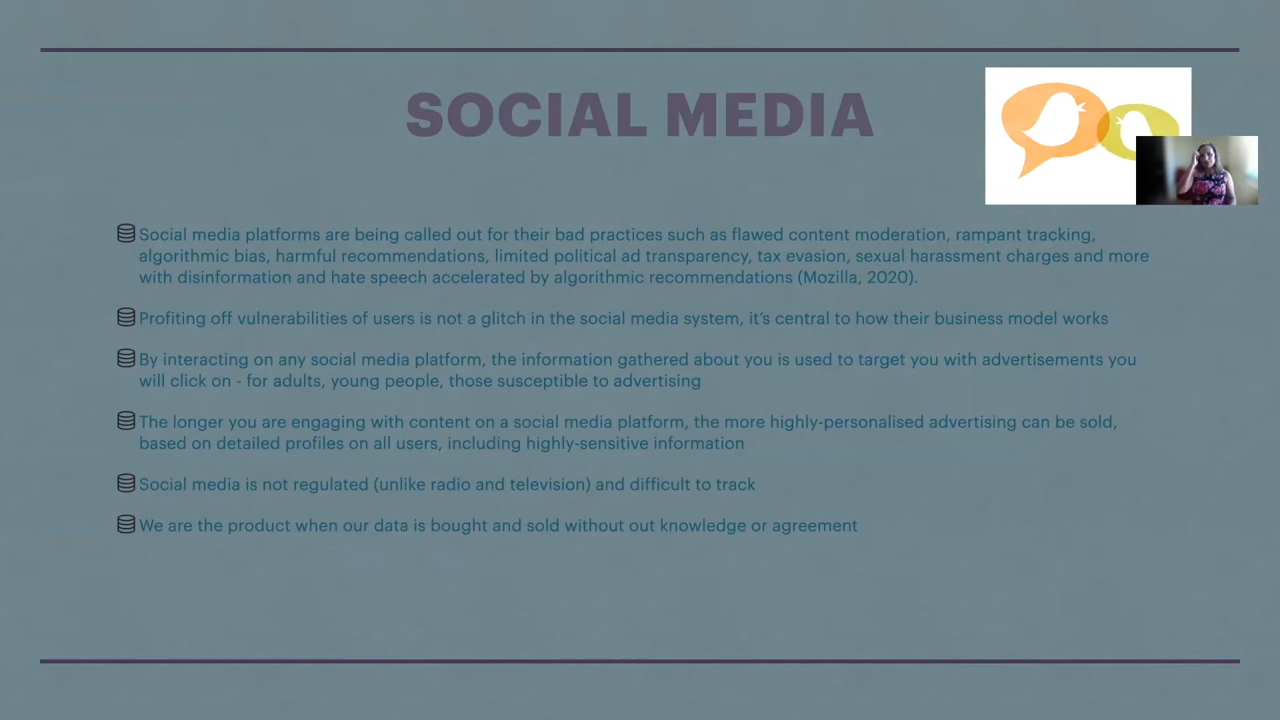 SOCIAL MEDIA
Social media platforms are being called out for their bad practices such as flawed content moderation, rampant tracking,
algorithmic bias, harmful recommendations, limited political ad transparency, tax evasion, sexual harassment charges and more
with disinformation and hate speech accelerated by algorithmic recommendations (Mozilla, 2020).
Profiting off vulnerabilities of users is not a glitch in the social media system, it’s central to how their business model works
By interacting on any social media platform, the information gathered about you is used to target you with advertisements you
will click on - for adults, young people, those susceptible to advertising
The longer you are engaging with content on a social media platform, the more highly-personalised advertising can be sold,
based on detailed profiles on all users, including highly-sensitive information
Social media is not regulated (unlike radio and television) and difficult to track
We are the product when our data is bought and sold without out knowledge or agreement